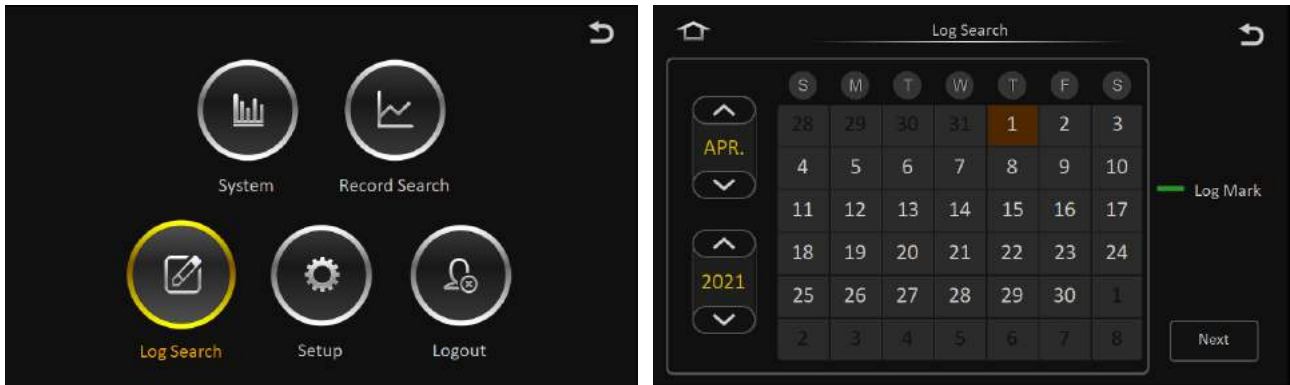 System
Record Search
Log Search
Setup
Logout
Log Search
S M T W T F S
28 29 30 31 1 2 3
APR.
4 5 6 7 8 9 10
11 12 13 14 15 16 17
18 19 20 21 22 23 24
2021
25 26 27 28 29 30 1
2 3 4 5 6 7 8
Log Mark
Next